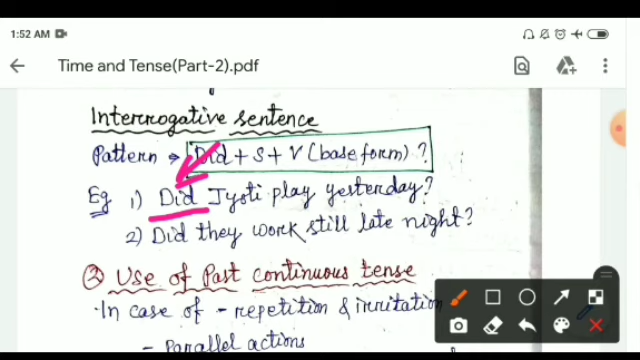 1:52 AM
Time and Tense(Part-2).pdf
Interrogative sentence
Pattern → Did + S + V (base form) ?
Eg 1) Did Jyoti play yesterday?
2) Did they work still late night?
② Use of Past continuous tense
· In case of - repetition & irritation
- Parallel actions